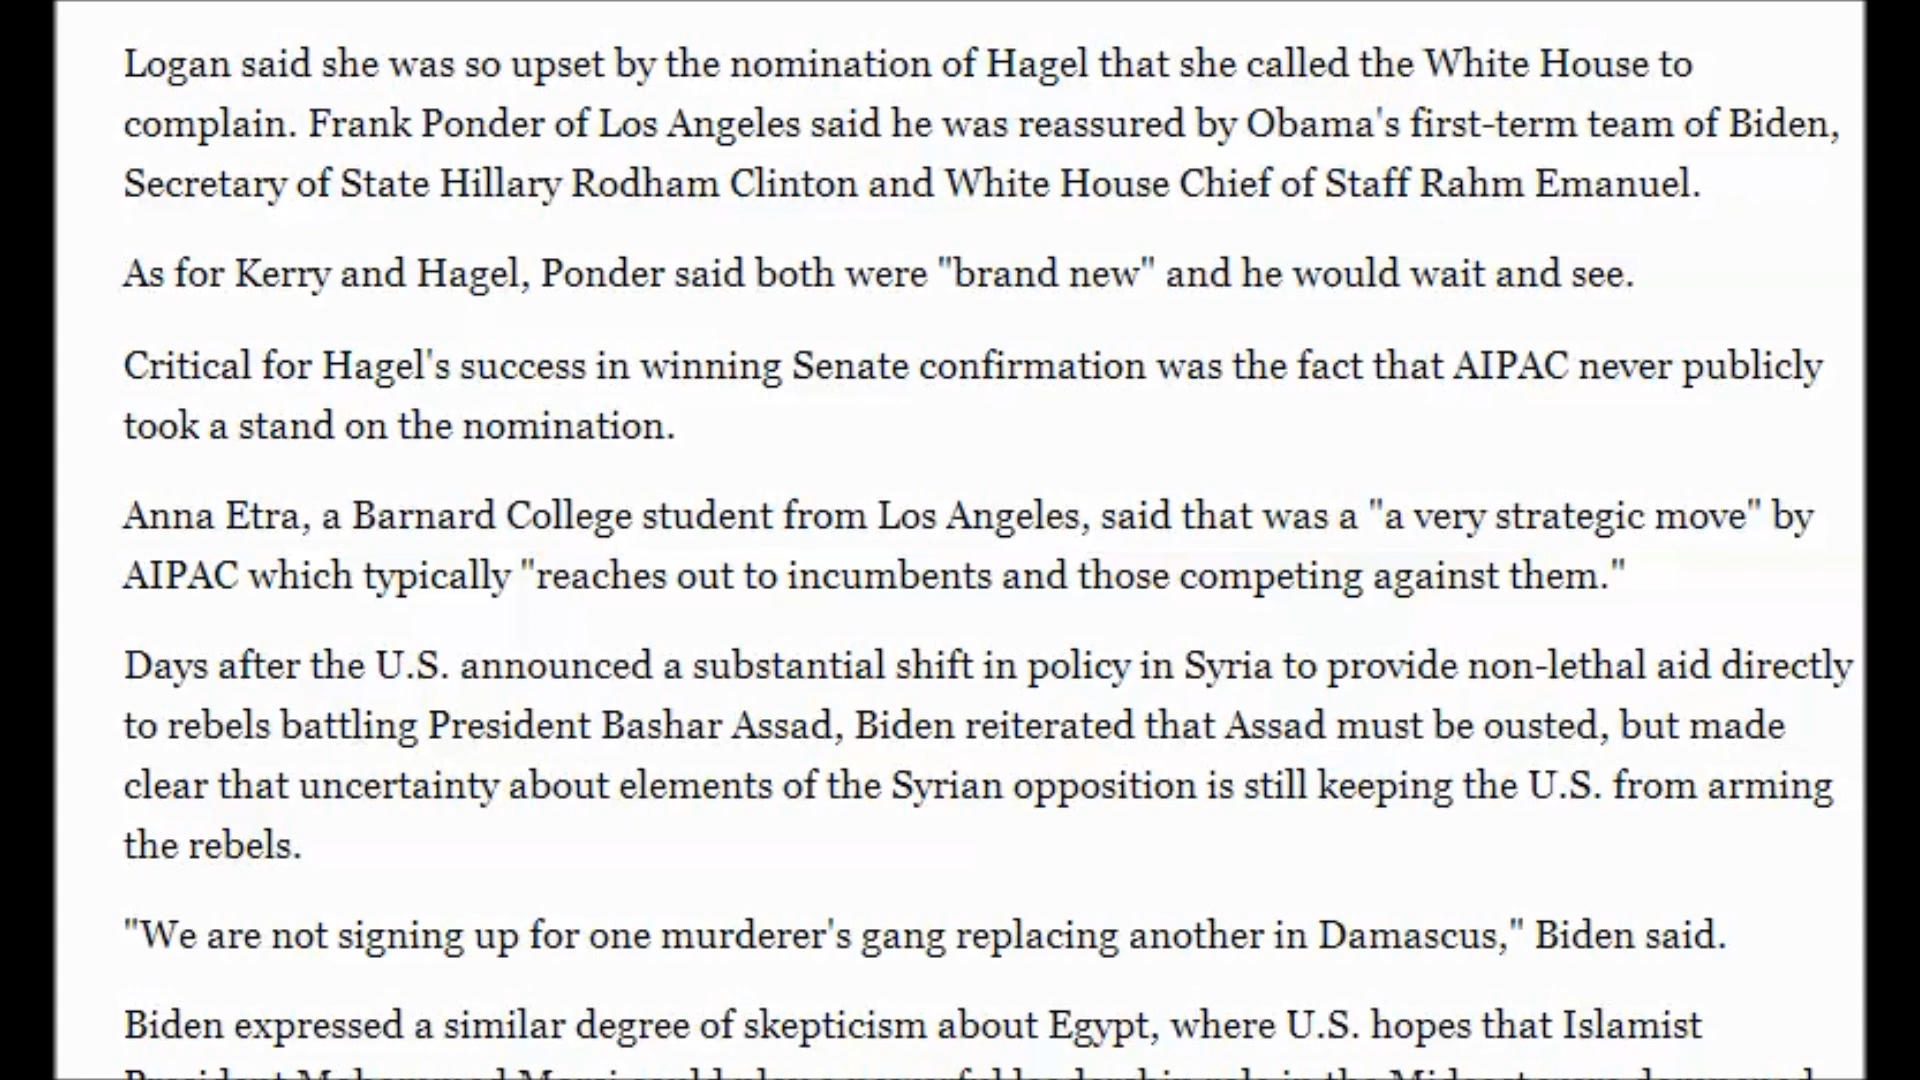 Logan said she was so upset by the nomination of Hagel that she called the White House to
complain. Frank Ponder of Los Angeles said he was reassured by Obama's first-term team of Biden,
Secretary of State Hillary Rodham Clinton and White House Chief of Staff Rahm Emanuel.
As for Kerry and Hagel, Ponder said both were "brand new" and he would wait and see.
Critical for Hagel's success in winning Senate confirmation was the fact that AIPAC never publicly
took a stand on the nomination.
Anna Etra, a Barnard College student from Los Angeles, said that was a "a very strategic move" by
AIPAC which typically "reaches out to incumbents and those competing against them."
Days after the U.S. announced a substantial shift in policy in Syria to provide non-lethal aid directly
to rebels battling President Bashar Assad, Biden reiterated that Assad must be ousted, but made
clear that uncertainty about elements of the Syrian opposition is still keeping the U.S. from arming
the rebels.
"We are not signing up for one murderer's gang replacing another in Damascus," Biden said.
Biden expressed a similar degree of skepticism about Egypt, where U.S. hopes that Islamist